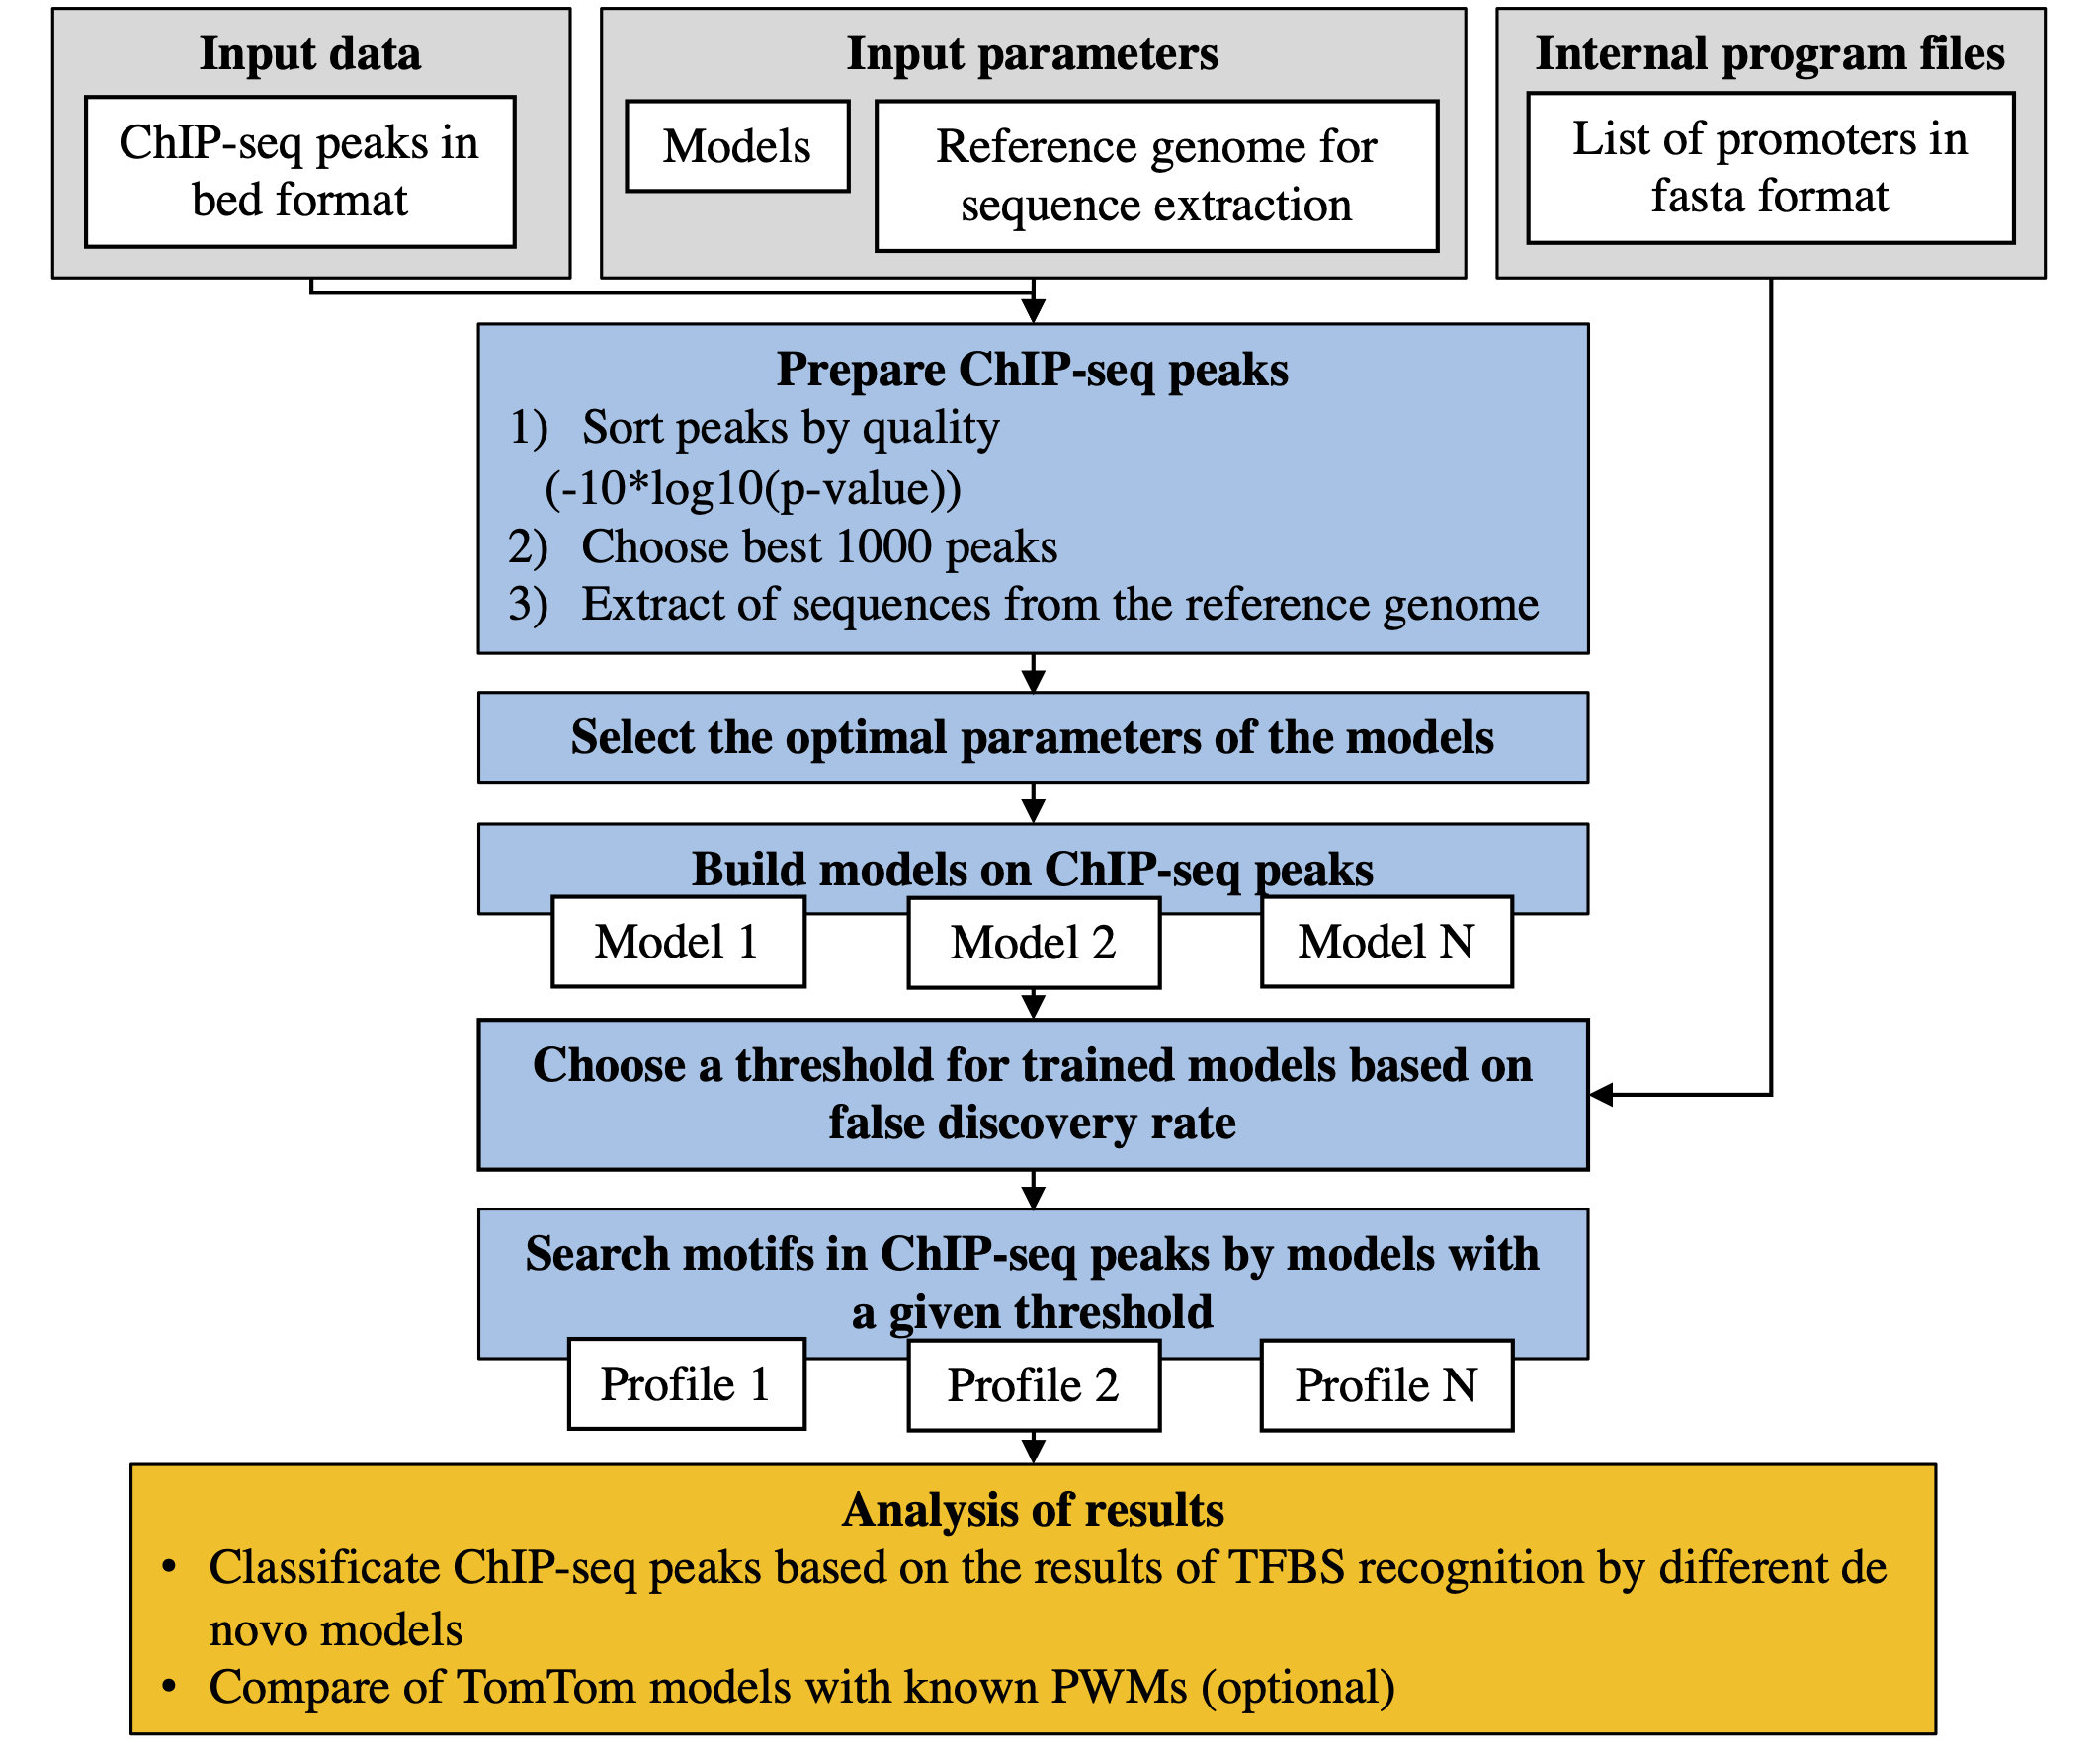 Input data
ChIP-seq peaks in
bed format
Input parameters
Models
Reference genome for
sequence extraction
Internal program files
List of promoters in
fasta format
Prepare ChIP-seq peaks
1) Sort peaks by quality
(-10*log10(p-value))
2) Choose best 1000 peaks
3) Extract of sequences from the reference genome
Select the optimal parameters of the models
Build models on ChIP-seq peaks
Model 1
Model 2
Model N
Choose a threshold for trained models based on
false discovery rate
Search motifs in ChIP-seq peaks by models with
a given threshold
Profile 1
Profile 2
Profile N
Analysis of results
• Classificate ChIP-seq peaks based on the results of TFBS recognition by different de
novo models
• Compare of TomTom models with known PWMs (optional)